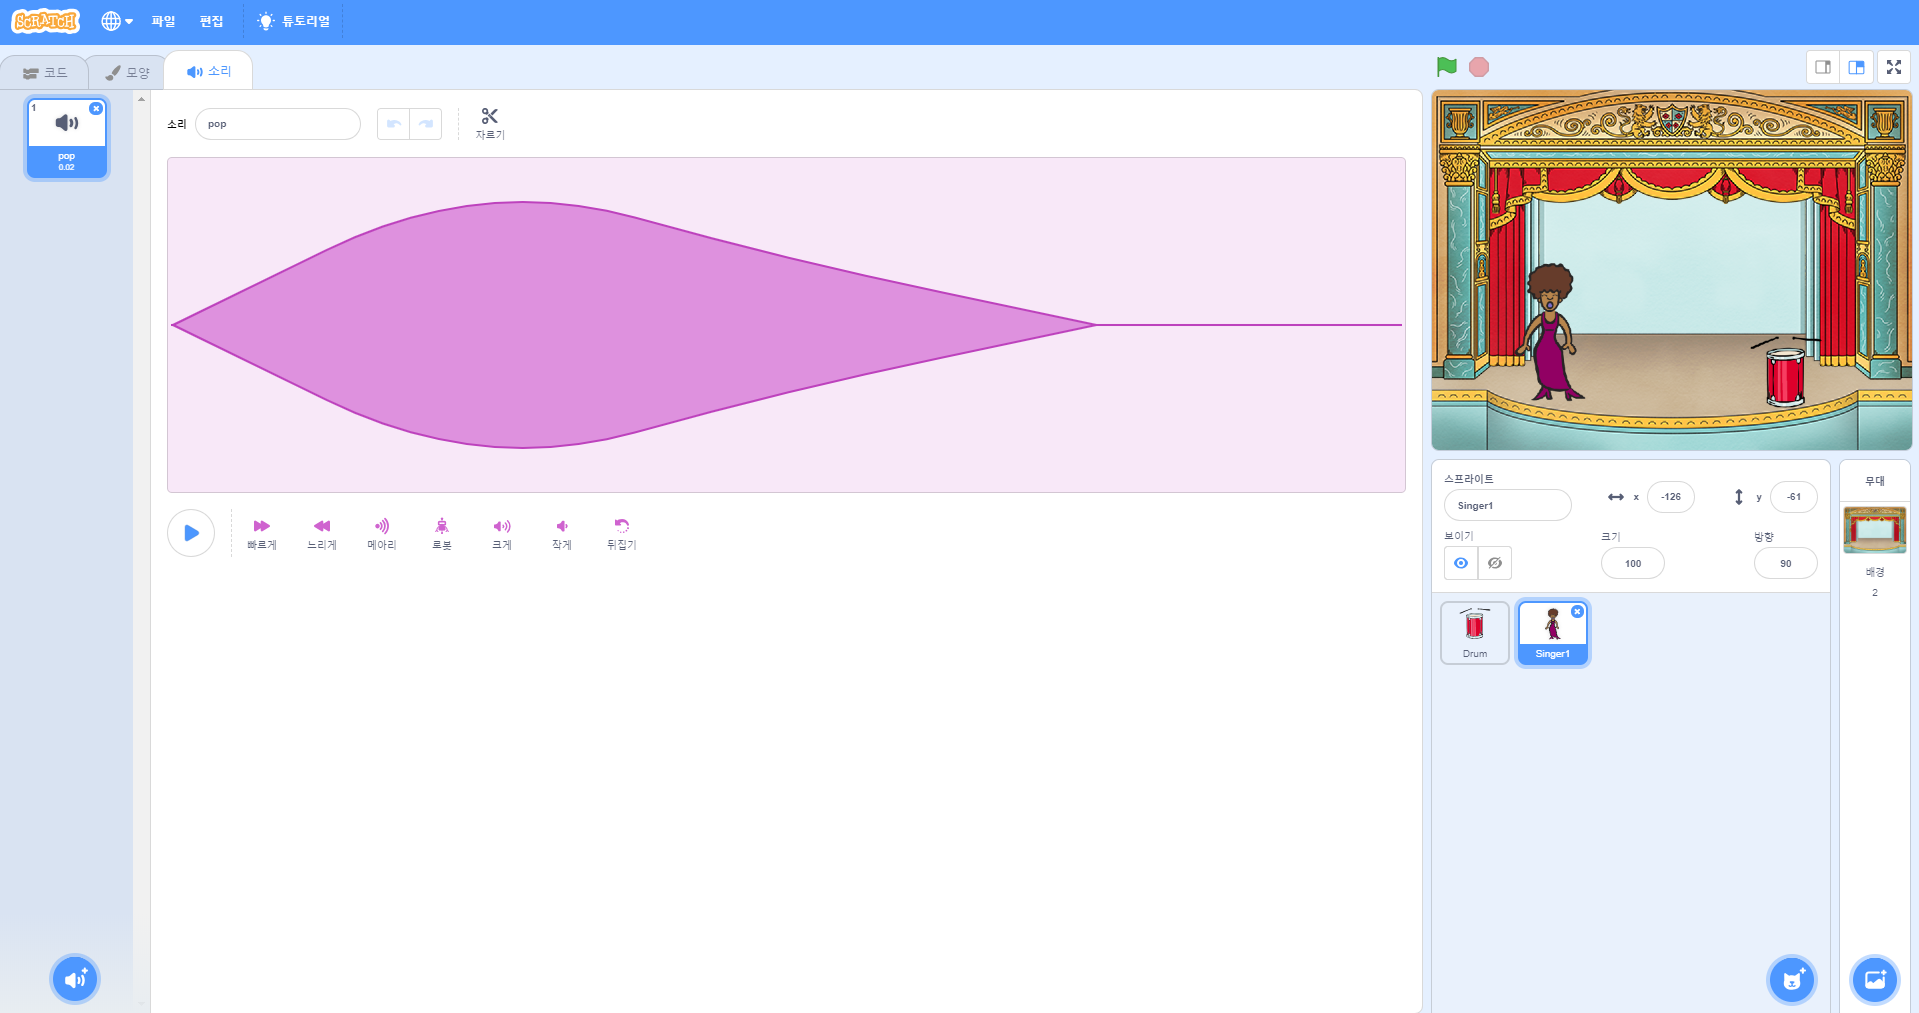 SCRATCH
파일
편집
튜토리얼
코드
모양
소리
1
pop
0.02
소리
pop
자르기
빠르게
느리게
메아리
로봇
크게
작게
뒤집기
스프라이트
Singer1
x
-126
y
-61
보이기
크기
100
방향
90
Drum
Singer1
무대
배경
2